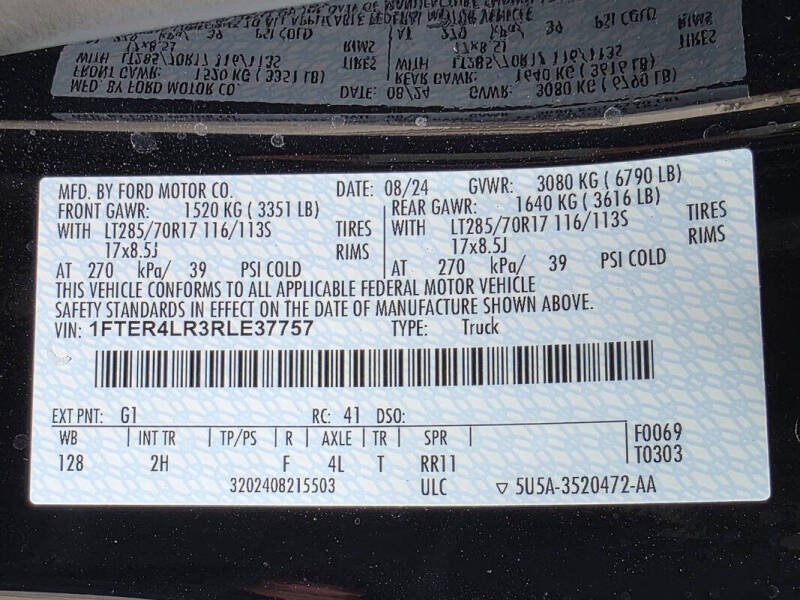 MFD. BY FORD MOTOR CO. DATE: 08/24 GVWR: 3080 KG ( 6790 LB)
FRONT GAWR: 1520 KG ( 3351 LB) REAR GAWR: 1640 KG ( 3616 LB)
WITH LT285/70R17 116/113S TIRES WITH LT285/70R17 116/113S TIRES
17x8.5J RIMS 17x8.5J RIMS
AT 270 kPa/ 39 PSI COLD AT 270 kPa/ 39 PSI COLD
THIS VEHICLE CONFORMS TO ALL APPLICABLE FEDERAL MOTOR VEHICLE
SAFETY STANDARDS IN EFFECT ON THE DATE OF MANUFACTURE SHOWN ABOVE.
VIN: 1FTER4LR3RLE37757 TYPE: Truck
EXT PNT: G1 RC: 41 DSO:
WB INT TR TP/PS R AXLE TR SPR F0069
128 2H F 4L T RR11 T0303
3202408215503 ULC ▽ 5U5A-3520472-AA